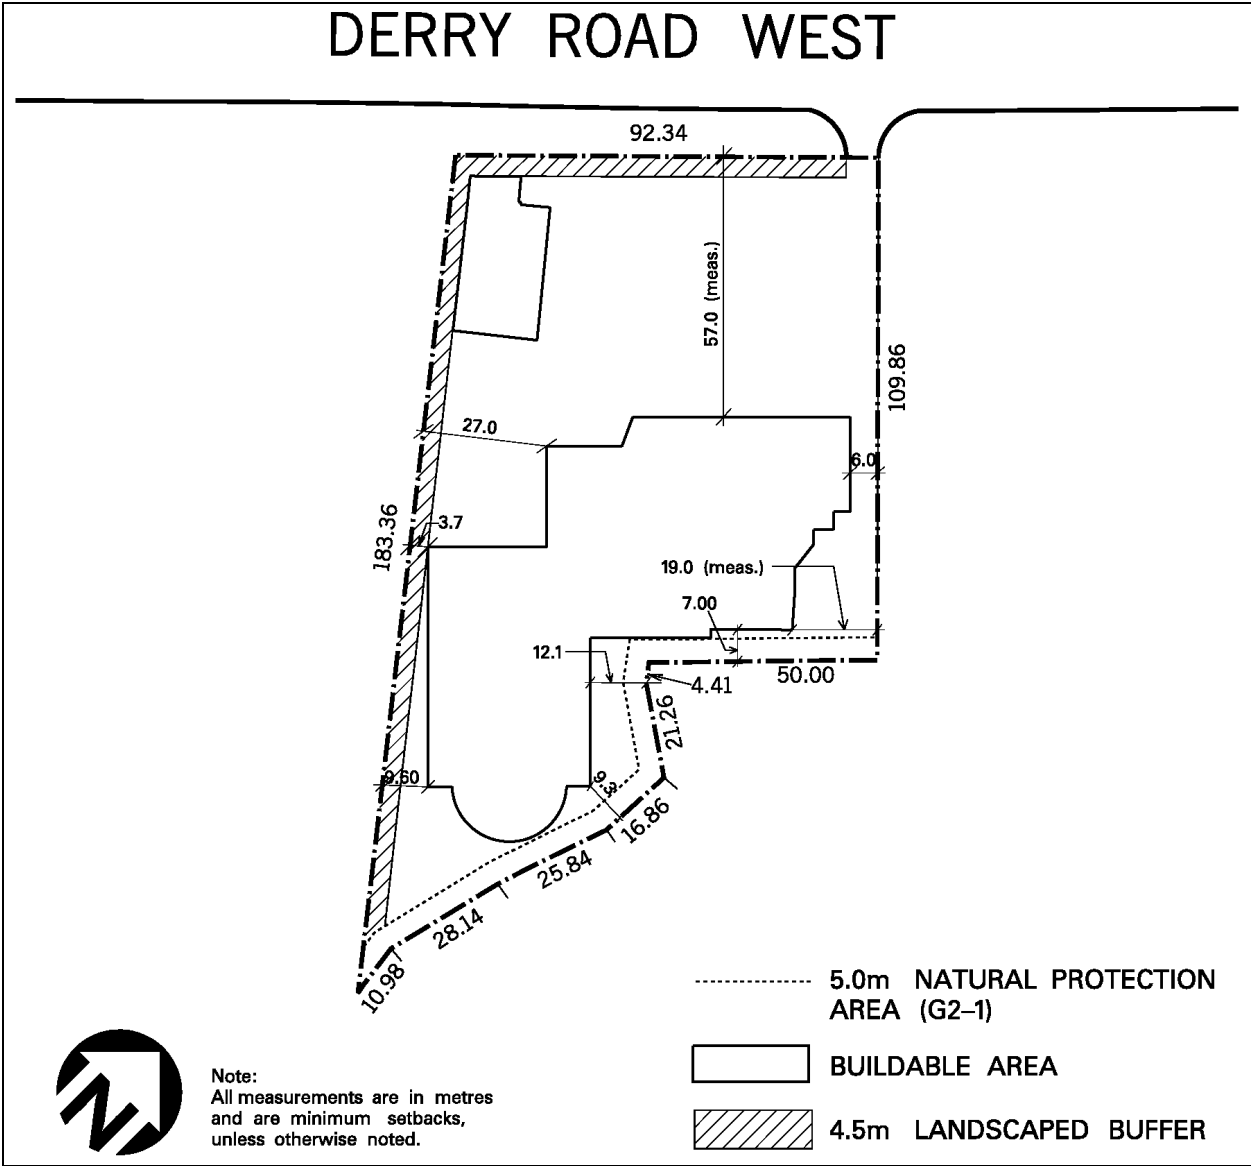 DERRY ROAD WEST
92.34
57.0 (meas.)
109.86
27.0
6.0
183.36
3.7
19.0 (meas.)
7.00
12.1
50.00
4.41
21.26
9.60
9.3
16.86
25.84
28.14
10.98
5.0m NATURAL PROTECTION
AREA (G2–1)
BUILDABLE AREA
4.5m LANDSCAPED BUFFER
N
Note:
All measurements are in metres
and are minimum setbacks,
unless otherwise noted.